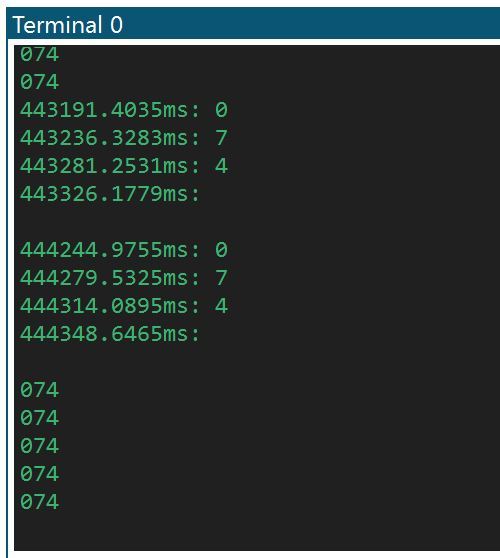 Terminal 0
074
074
443191.4035ms: 0
443236.3283ms: 7
443281.2531ms: 4
443326.1779ms:
444244.9755ms: 0
444279.5325ms: 7
444314.0895ms: 4
444348.6465ms:
074
074
074
074
074